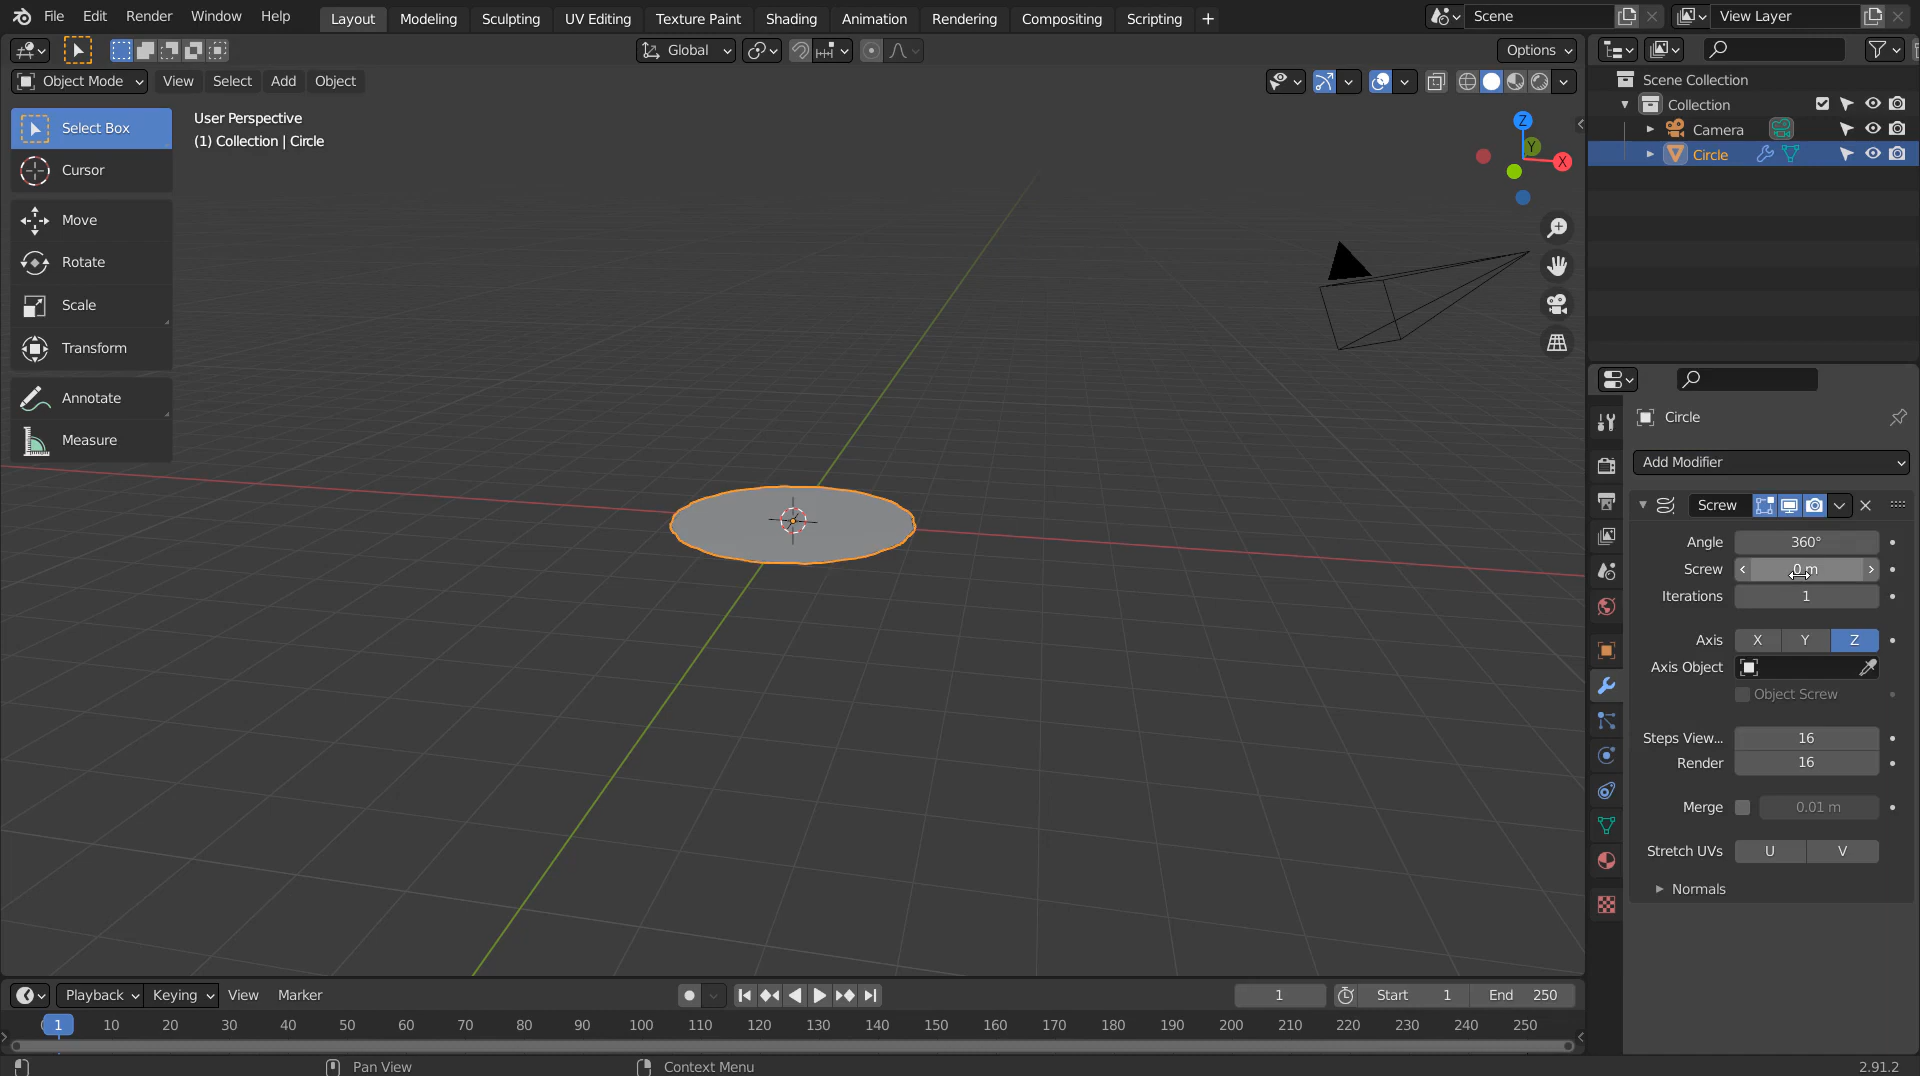 File Edit Render Window Help Layout Modeling Sculpting UV Editing Texture Paint Shading Animation Rendering Compositing Scripting + Scene View Layer
Global Options
Object Mode View Select Add Object
Select Box
Cursor
Move
Rotate
Scale
Transform
Annotate
Measure
User Perspective
(1) Collection | Circle
Z
Y
X
Scene Collection
Collection
Camera
Circle
Circle
Add Modifier
Screw
Angle 360°
Screw 0 m
Iterations 1
Axis X Y Z
Axis Object
Object Screw
Steps View... 16
Render 16
Merge 0.01 m
Stretch UVs U V
Normals
Playback Keying View Marker 1 Start 1 End 250
1 10 20 30 40 50 60 70 80 90 100 110 120 130 140 150 160 170 180 190 200 210 220 230 240 250
Pan View Context Menu 2.91.2